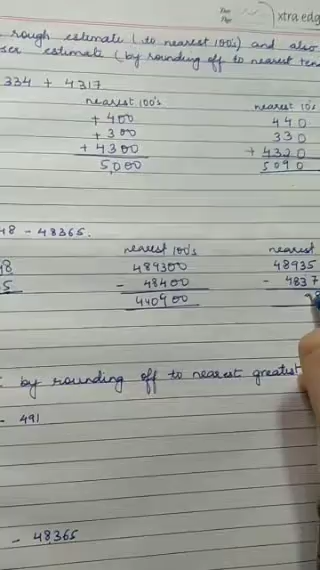 xtra edg
rough estimate (to nearest 100's) and also
ser estimate (by rounding off to nearest ten
334 + 4317
nearest 100's nearest 10's
+ 400 440
+ 300 330
+ 4300 + 4320
5,000 5090
48 - 48365.
nearest 100's nearest
48 489300 48935
5 - 48400 - 4837
440900
by rounding off to nearest greatest
- 491
- 48365